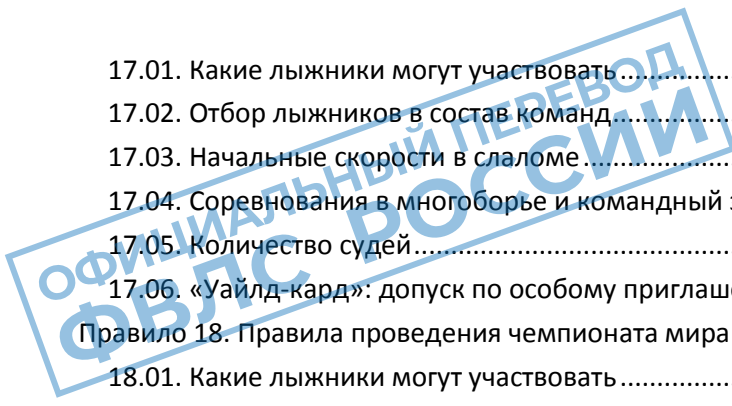 17.01. Какие лыжники могут участвовать
17.02. Отбор лыжников в состав команд
17.03. Начальные скорости в слаломе
17.04. Соревнования в многоборье и командный
17.05. Количество судей
17.06. «Уайлд-кард»: допуск по особому
Правило 18. Правила проведения чемпионата мира
18.01. Какие лыжники могут участвовать
ОФИЦИАЛЬНЫЙ ПЕРЕВОД
ФВЛС РОССИИ